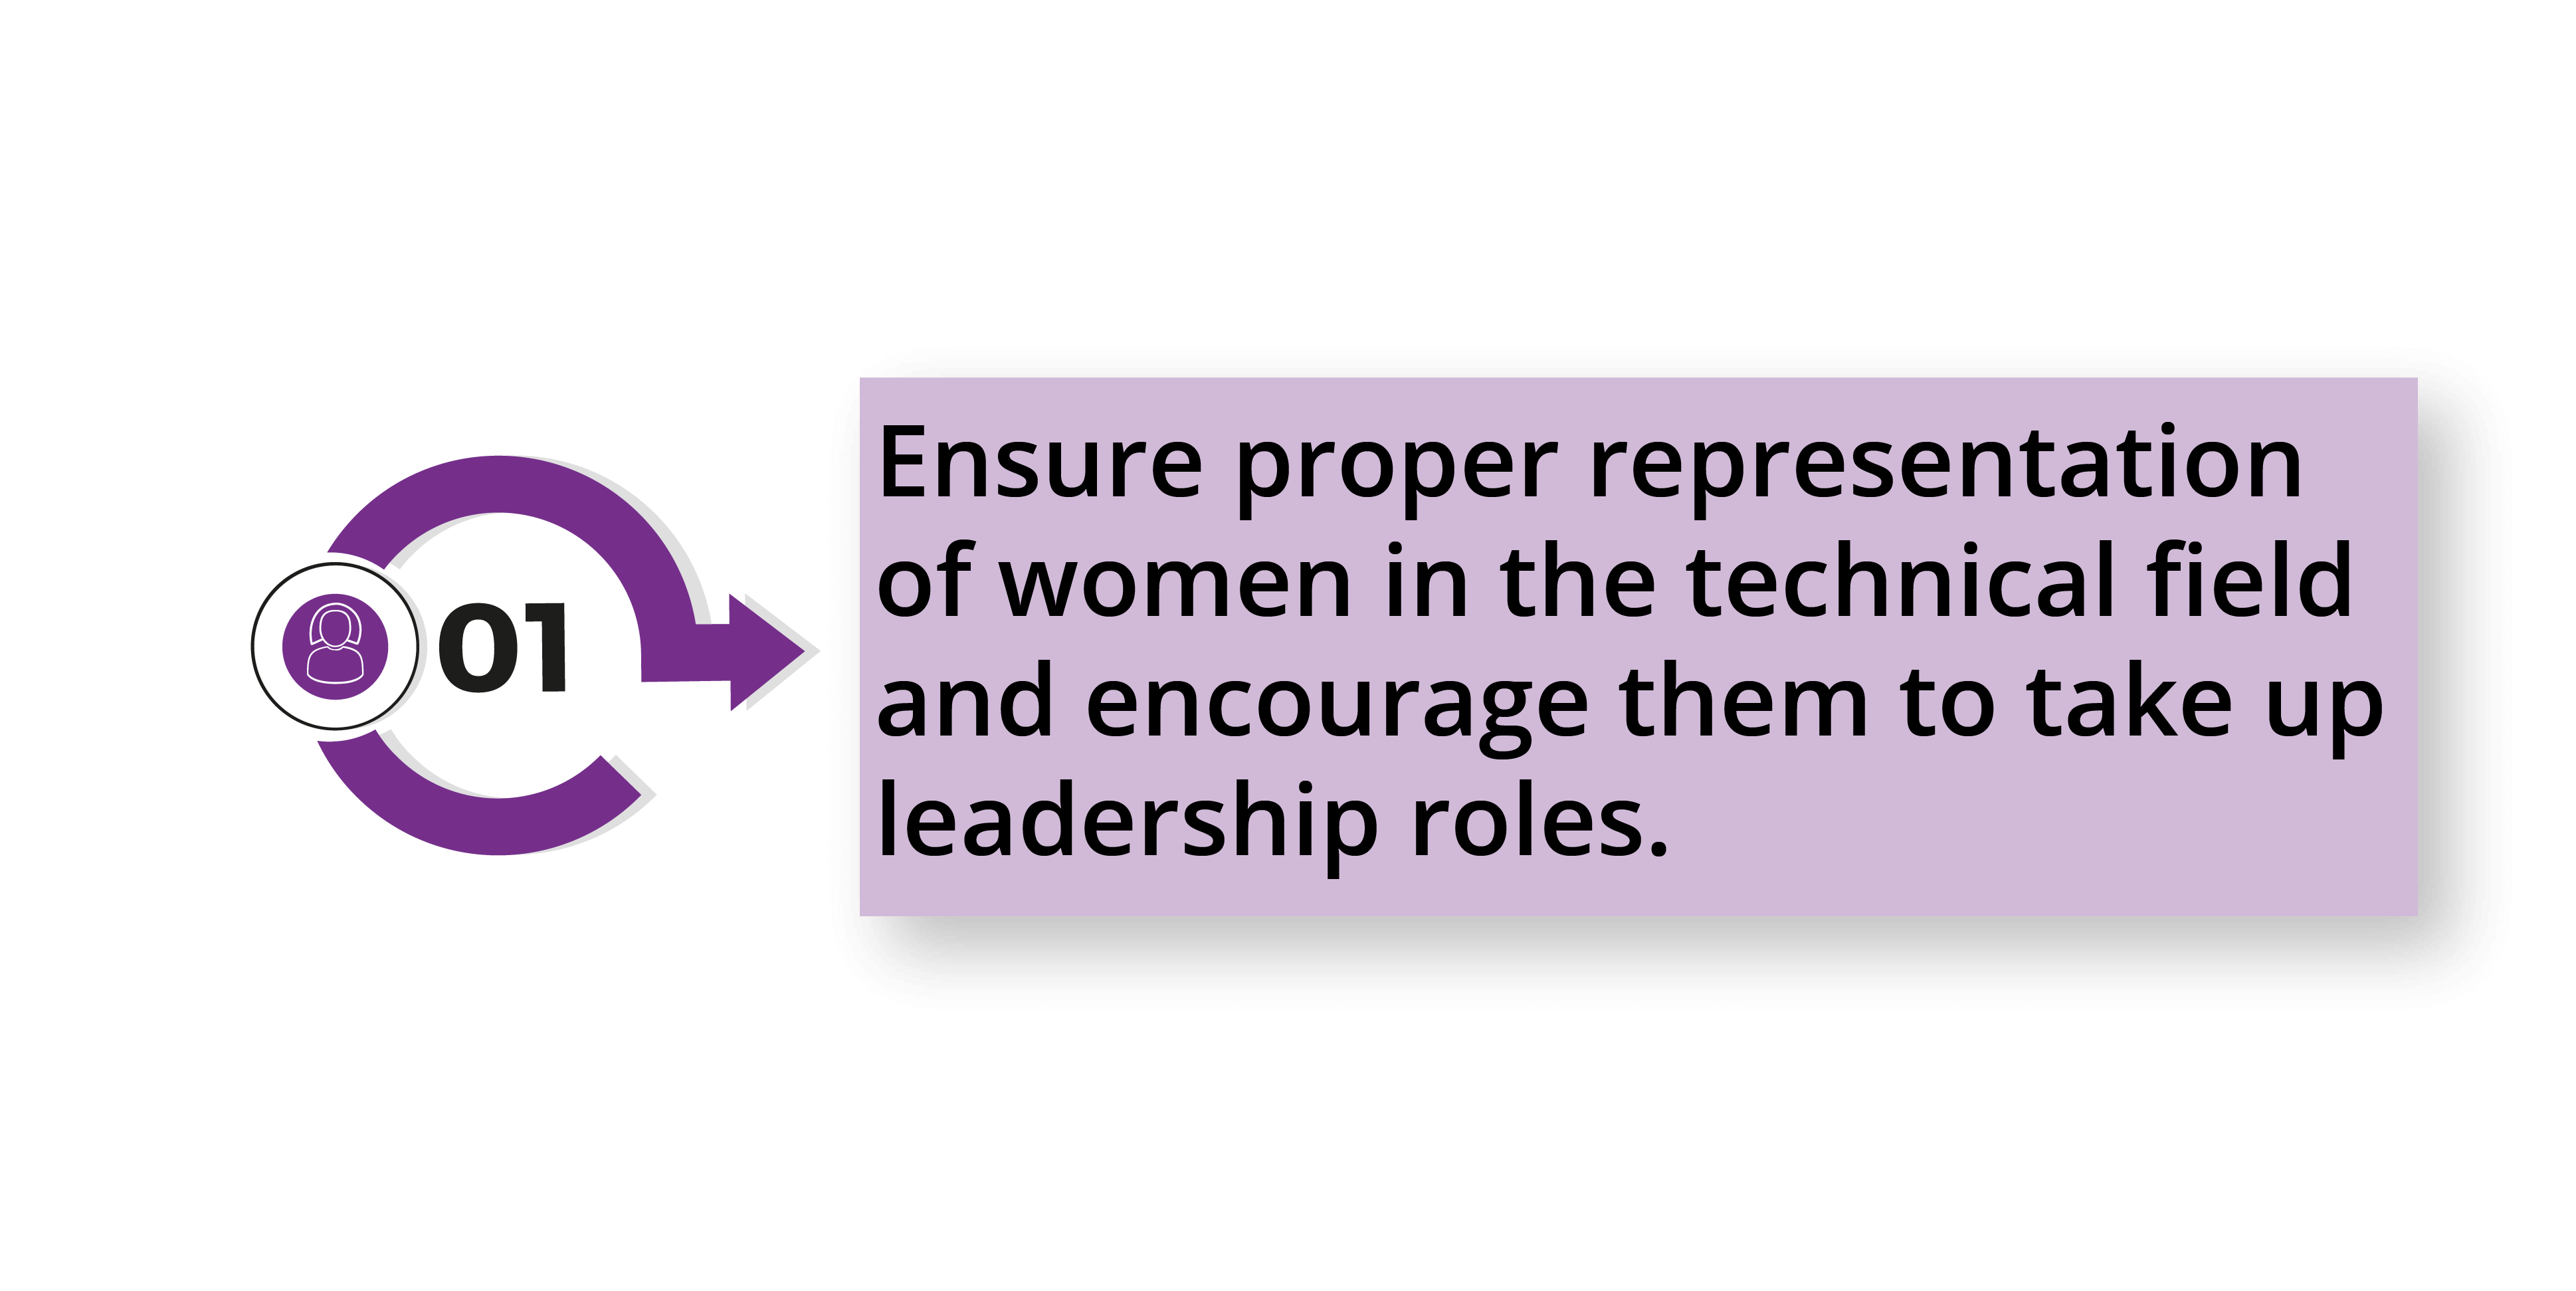 01
Ensure proper representation
of women in the technical field
and encourage them to take up
leadership roles.